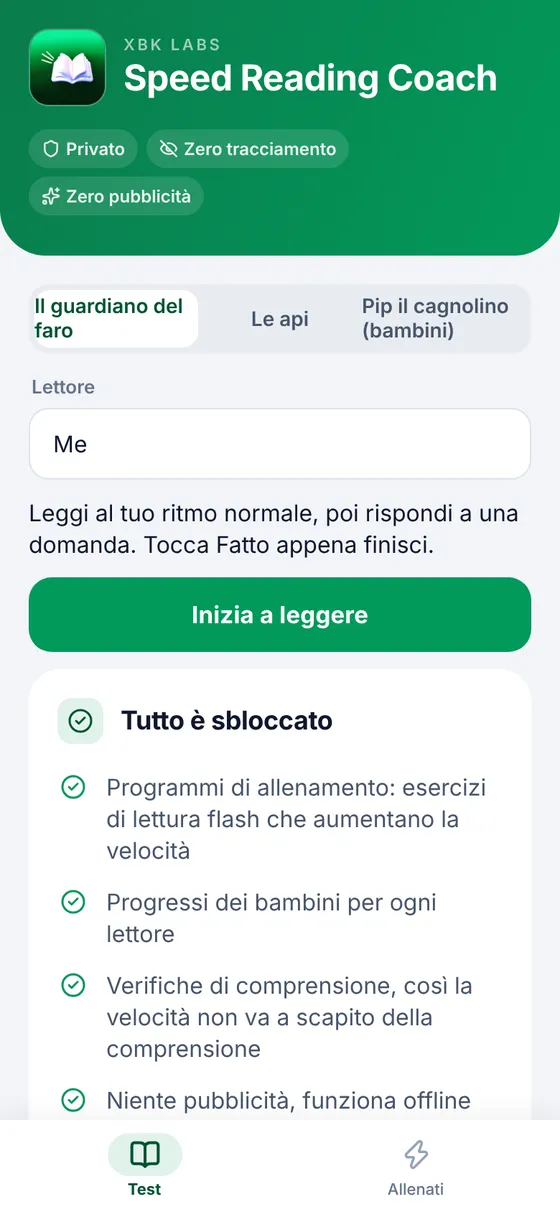 XBK LABS
Speed Reading Coach
Privato
Zero tracciamento
Zero pubblicità
Il guardiano del
faro
Le api
Pip il cagnolino
(bambini)
Lettore
Me
Leggi al tuo ritmo normale, poi rispondi a una
domanda. Tocca Fatto appena finisci.
Inizia a leggere
Tutto è sbloccato
Programmi di allenamento: esercizi
di lettura flash che aumentano la
velocità
Progressi dei bambini per ogni
lettore
Verifiche di comprensione, così la
velocità non va a scapito della
comprensione
Niente pubblicità, funziona offline
Test
Allenati